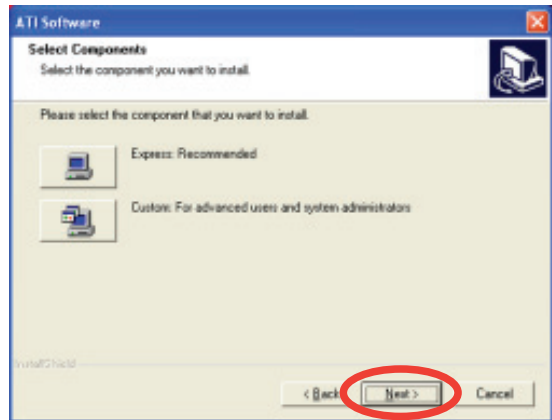 ATI Software
Select Components
Select the component you want to install.
Please select the component that you want to install.
Express: Recommended
Custom: For advanced users and system administrators
InstallShield
< Back
Next >
Cancel